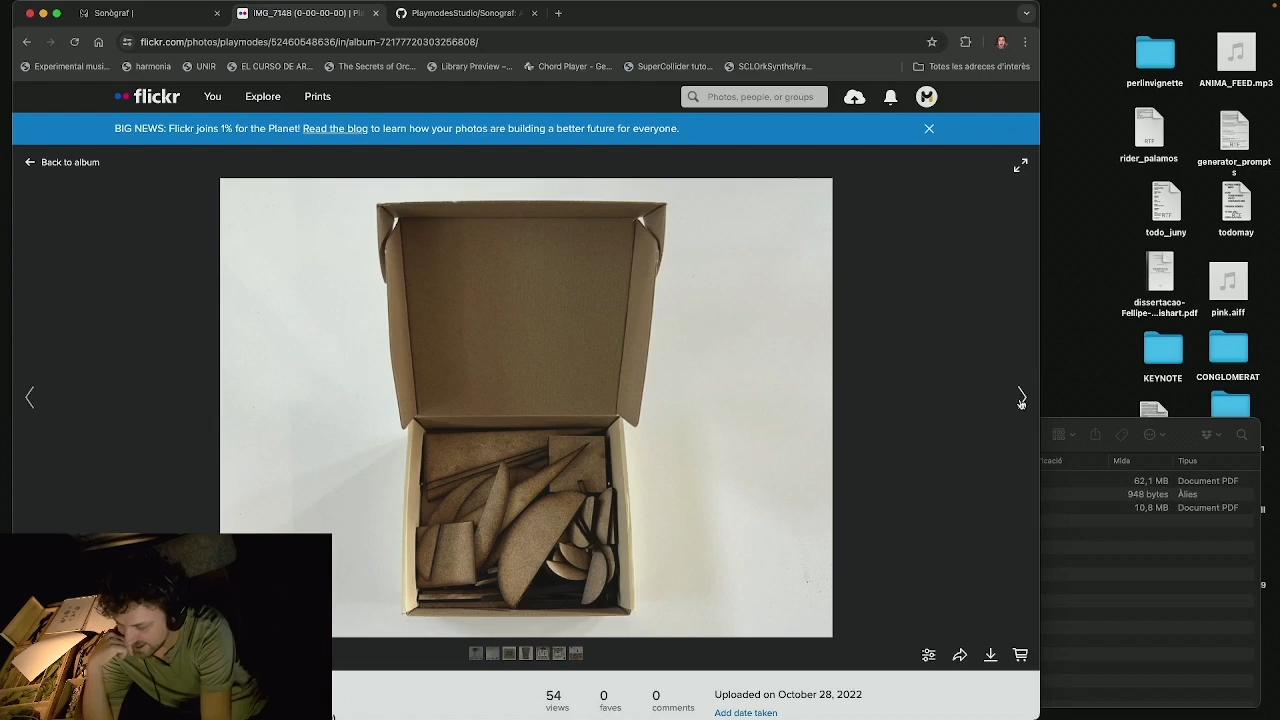 Sonògraf |
IMG_7148 (0-00-00-00) | Pl
PlaymodesStudio/Sonograf: A
flickr.com/photos/playmodes/52460548636/in/album-72177720303256808/
Experimental musi...
harmonia
UNIR
EL CURSO DE AR...
The Secrets of Orc...
Library Preview –...
Chord Player - Ge...
SuperCollider tuto...
SCLOrkSynths/fra...
Totes les adreces d'interès
flickr
You
Explore
Prints
Photos, people, or groups
BIG NEWS: Flickr joins 1% for the Planet! Read the blog to learn how your photos are building a better future for everyone.
Back to album
54
views
0
faves
0
comments
Uploaded on October 28, 2022
Add date taken
perlinvignette
ANIMA_FEED.mp3
rider_palamos
generator_prompt
s
todo_juny
todomay
dissertacao-
Fellipe-...ishart.pdf
pink.aiff
KEYNOTE
CONGLOMERAT
Mida
Tipus
62,1 MB
Document PDF
948 bytes
Àlies
10,8 MB
Document PDF